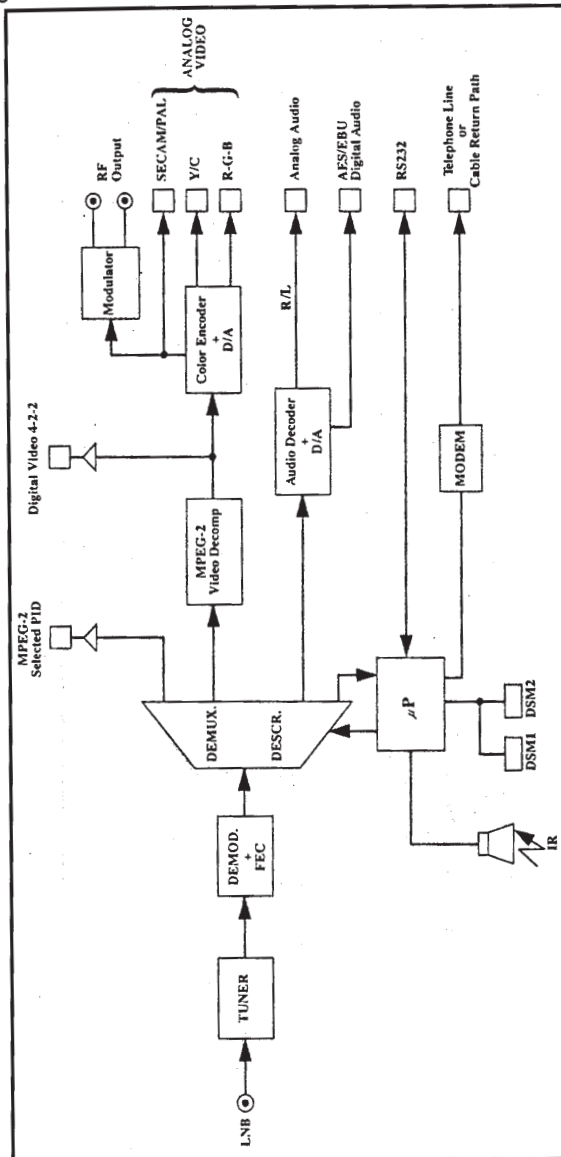 LNB
TUNER
DEMOD.
+
FEC
DEMUX.
DESCR.
MPEG-2
Selected PID
MPEG-2
Video Decomp
Digital Video 4-2-2
Color Encoder
+
D/A
Modulator
RF
Output
SECAM/PAL
Y/C
R-G-B
ANALOG
VIDEO
Audio Decoder
+
D/A
R/L
Analog Audio
AES/EBU
Digital Audio
μP
RS232
MODEM
Telephone Line
or
Cable Return Path
DSM1
DSM2
IR